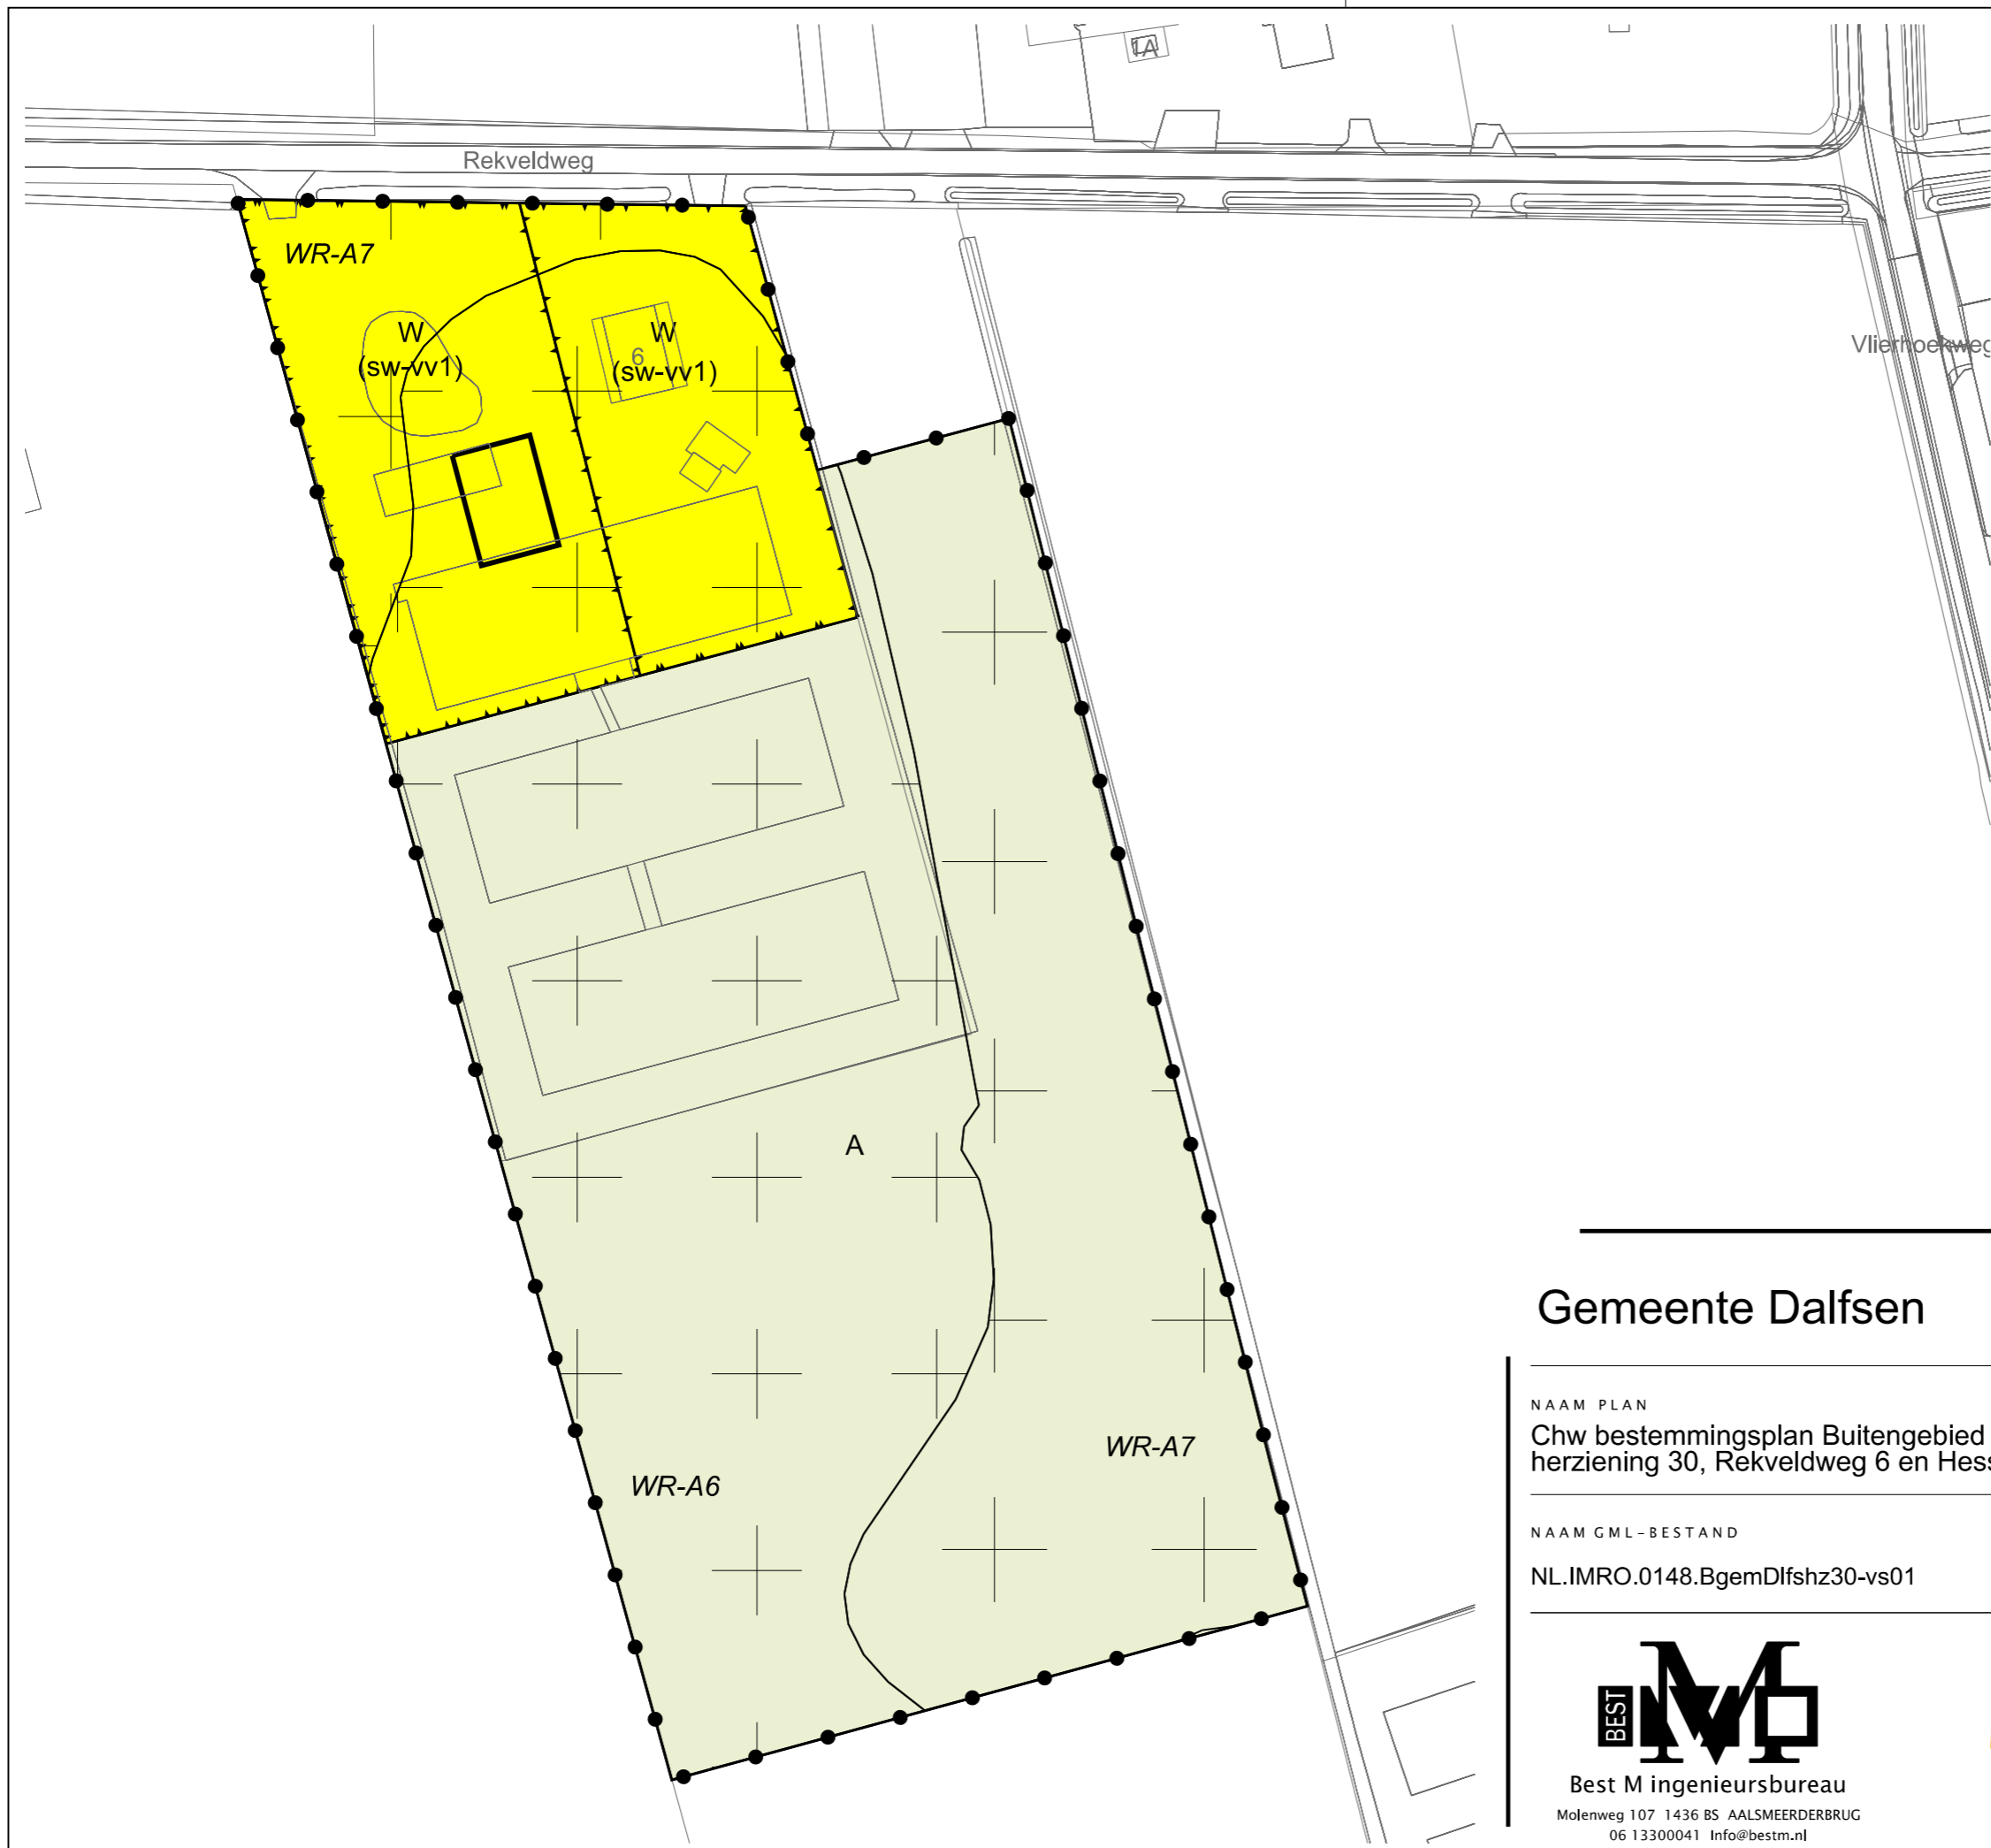 1A
Rekveldweg
WR-A7
W
(sw-vv1)
W
6
(sw-vv1)
Vlierhoekweg
A
WR-A7
WR-A6
Gemeente Dalfsen
NAAM PLAN
Chw bestemmingsplan Buitengebied
herziening 30, Rekveldweg 6 en Hess
NAAM GML-BESTAND
NL.IMRO.0148.BgemDlfshz30-vs01
BEST
M
Best M ingenieursbureau
Molenweg 107 1436 BS AALSMEERDERBRUG
06 13300041 Info@bestm.nl